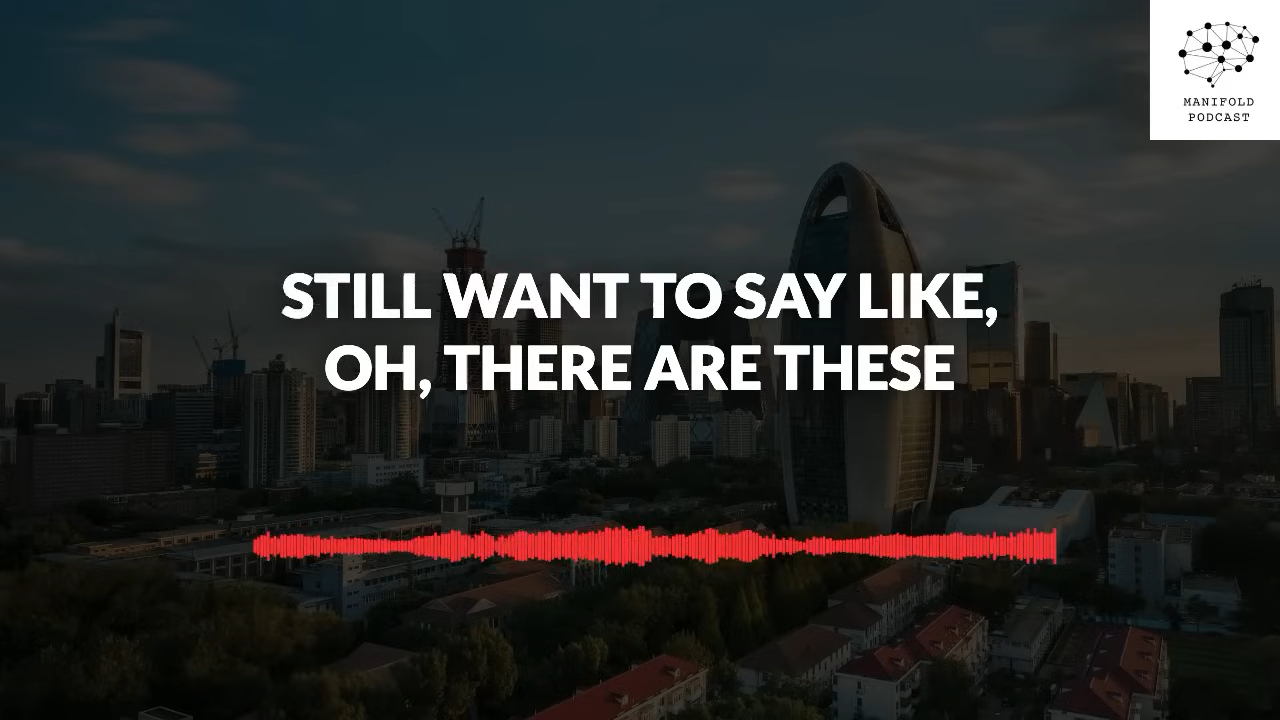 MANIFOLD
PODCAST
STILL WANT TO SAY LIKE,
OH, THERE ARE THESE